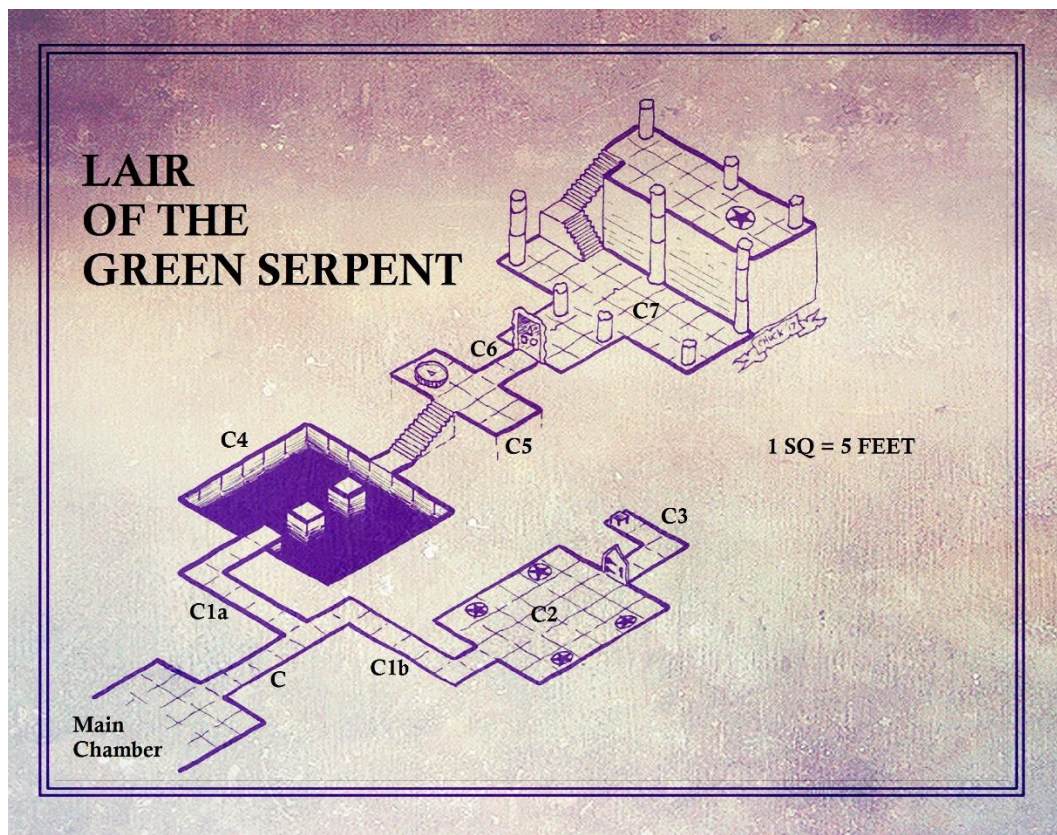 LAIR
OF THE
GREEN SERPENT
C7
C6
C4
C5
1 SQ = 5 FEET
C3
C2
C1a
C1b
C
Main
Chamber